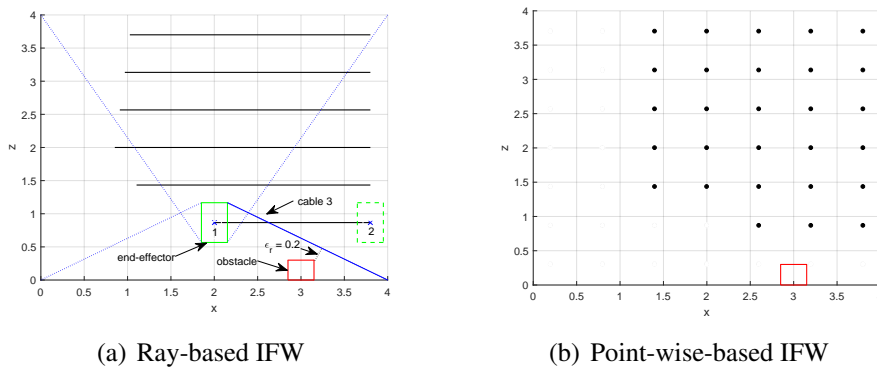 4
3.5
3
2.5
2
1.5
1
0.5
0
z
cable 3
1
2
end-effector
ϵr = 0.2
obstacle
0 0.5 1 1.5 2 2.5 3 3.5 4
x
(a) Ray-based IFW
4
3.5
3
2.5
2
1.5
1
0.5
0
z
0 0.5 1 1.5 2 2.5 3 3.5
x
(b) Point-wise-based IFW